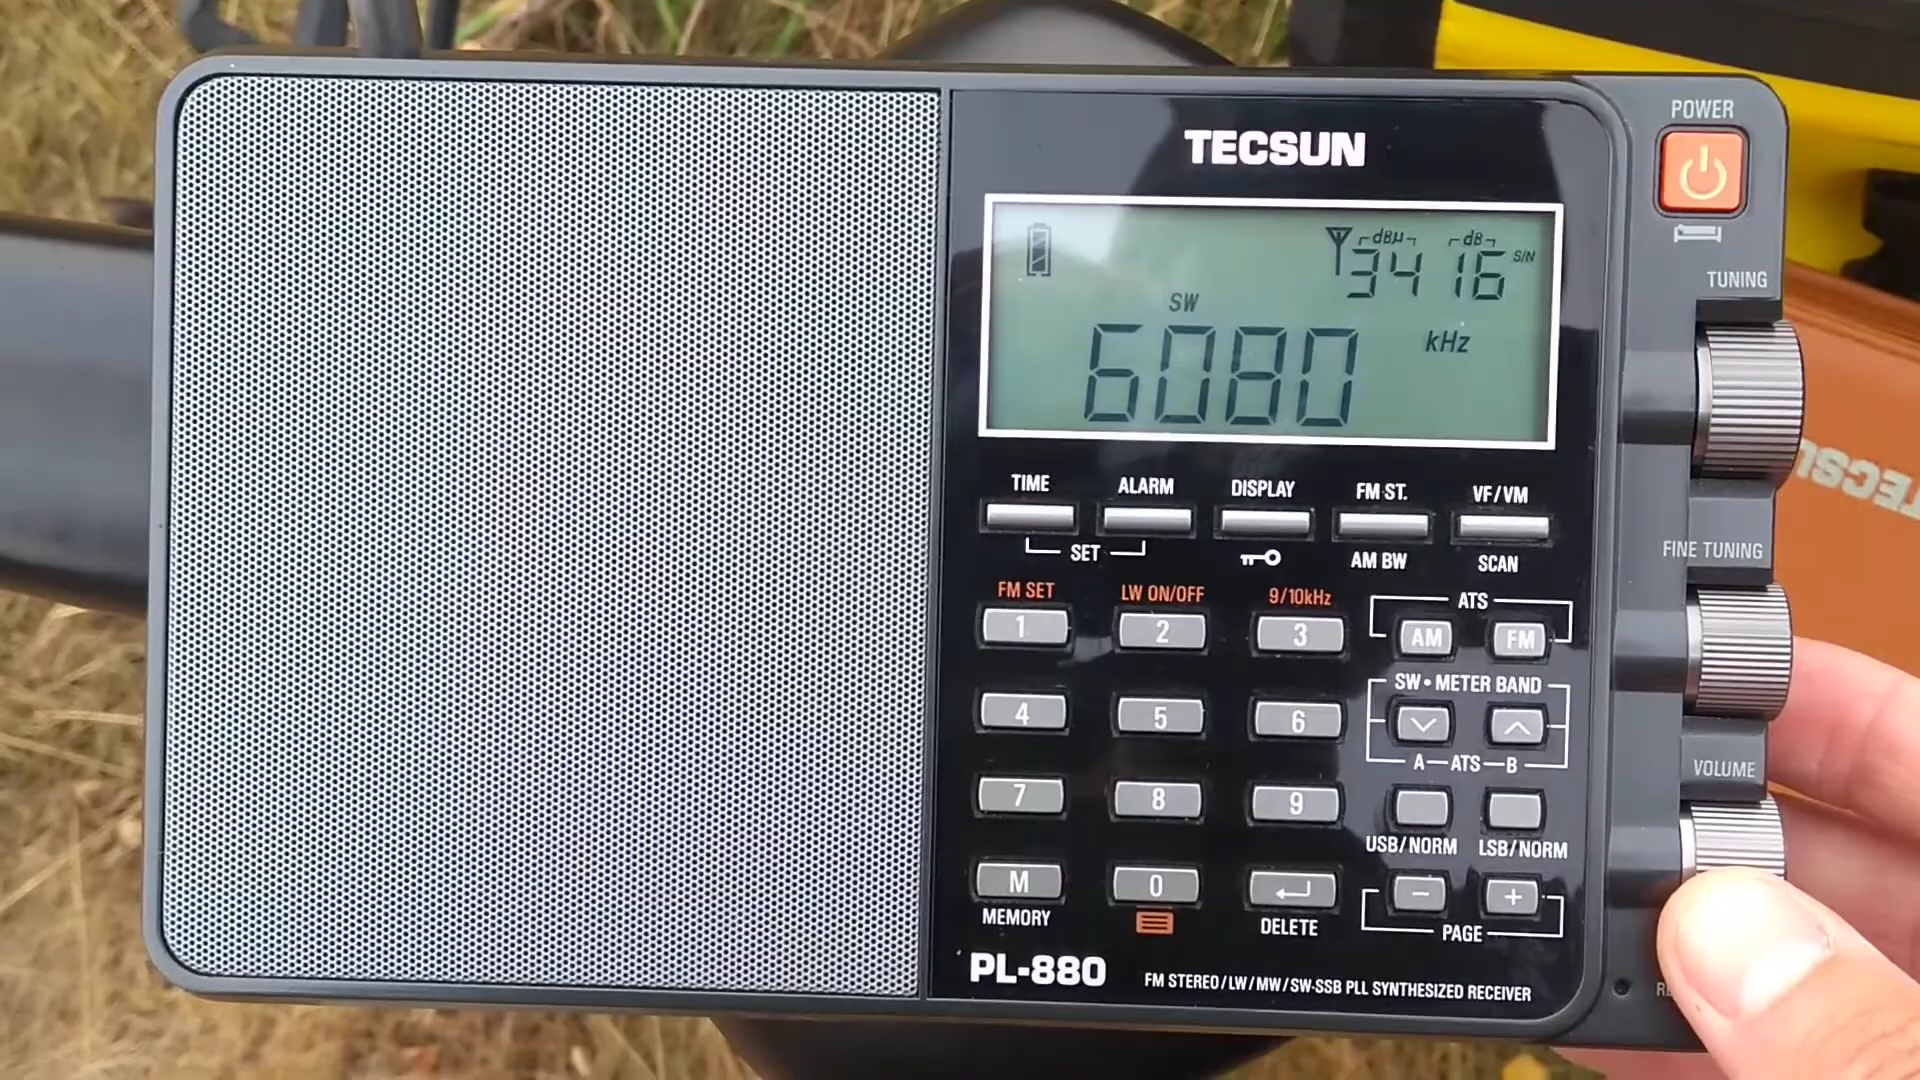 POWER
TECSUN
dBµ dB
34 16 S/N
TUNING
SW
6080 kHz
TECSUN
TIME ALARM DISPLAY FM ST. VF/VM
SET AM BW SCAN
FINE TUNING
FM SET LW ON/OFF 9/10kHz ATS
1 2 3 AM FM
SW • METER BAND
4 5 6
A—ATS—B
VOLUME
7 8 9
USB/NORM LSB/NORM
M 0 − +
MEMORY DELETE PAGE
PL-880 FM STEREO/LW/MW/SW-SSB PLL SYNTHESIZED RECEIVER